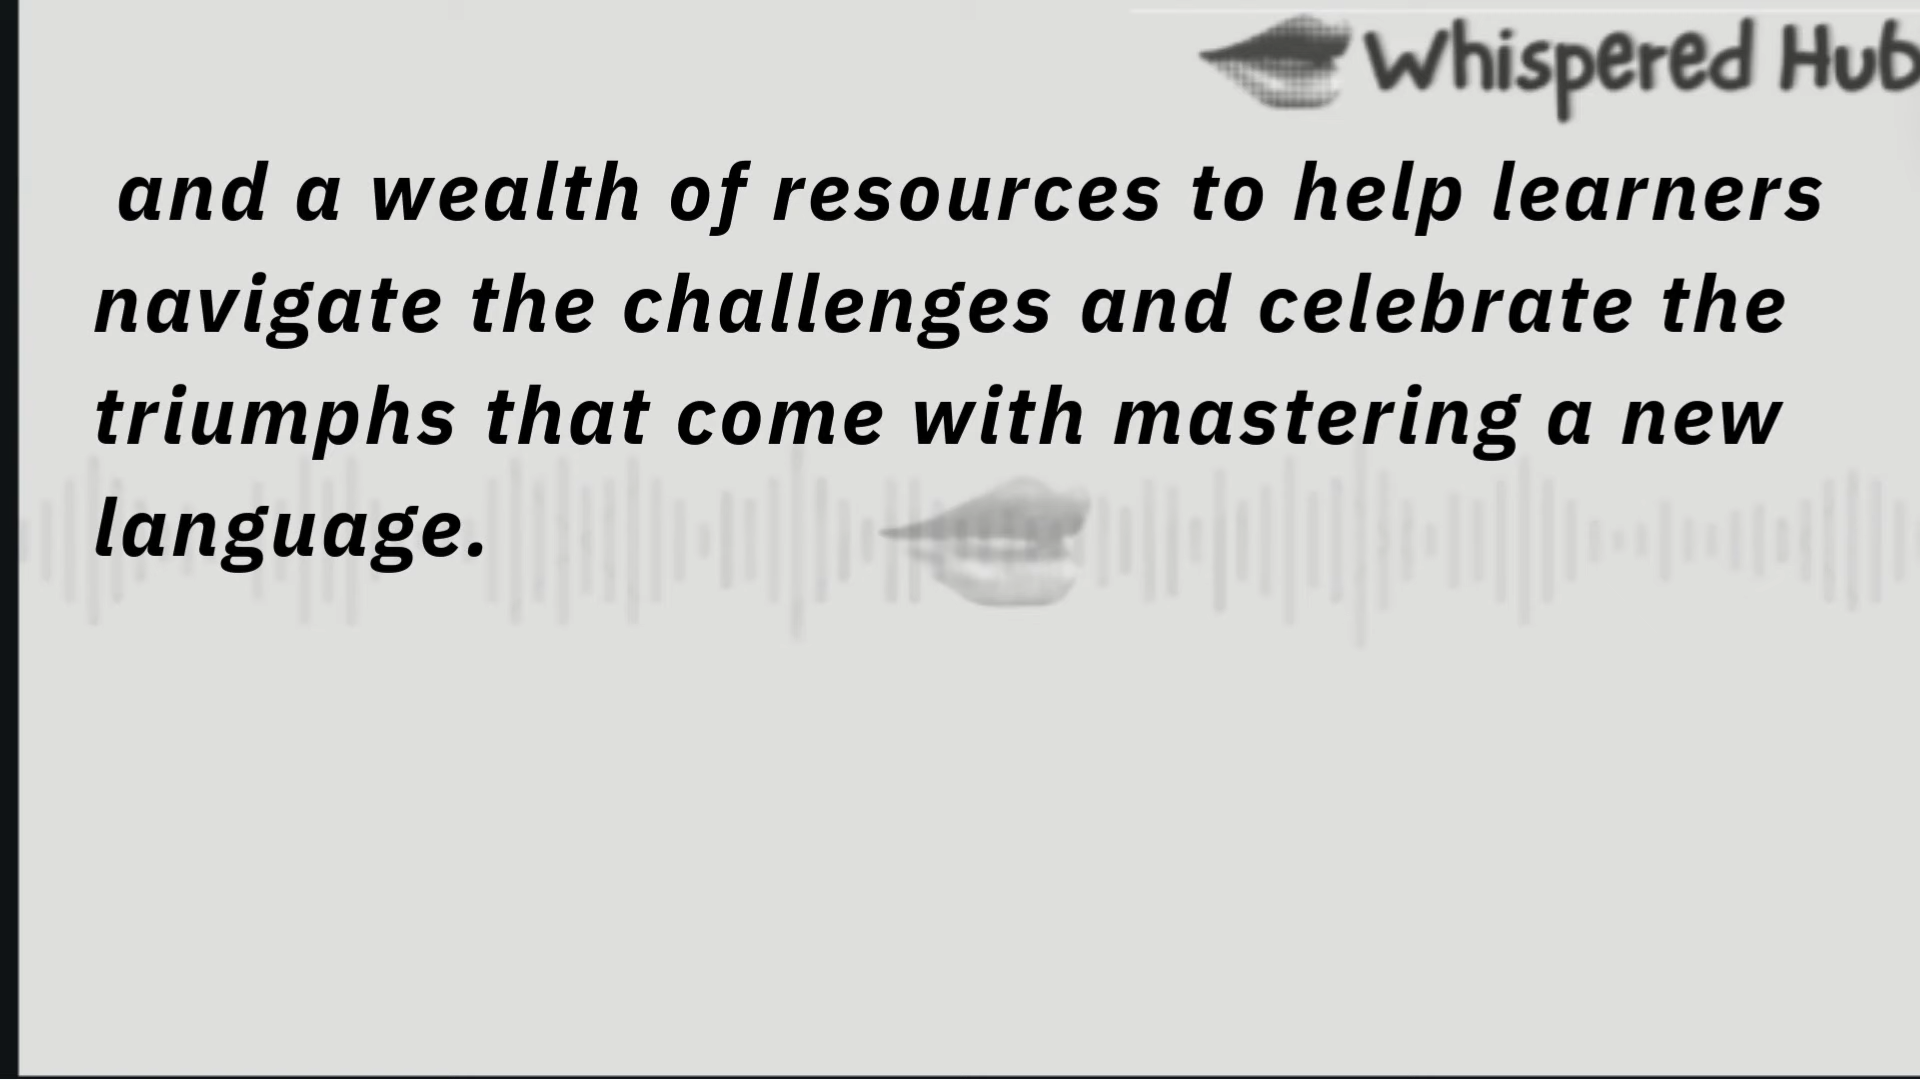 Whispered Hub
and a wealth of resources to help learners
navigate the challenges and celebrate the
triumphs that come with mastering a new
language.